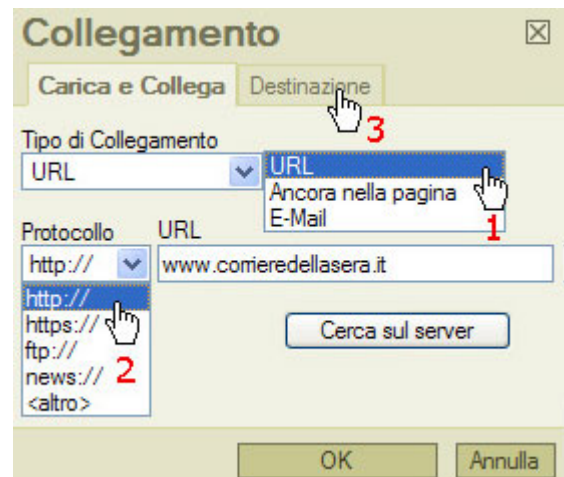 Collegamento
Carica e Collega
Destinazione
3
Tipo di Collegamento
URL
URL
Ancora nella pagina
E-Mail
1
Protocollo
URL
http://
www.corrieredellasera.it
http://
https://
ftp://
news://
<altro>
2
Cerca sul server
OK
Annulla